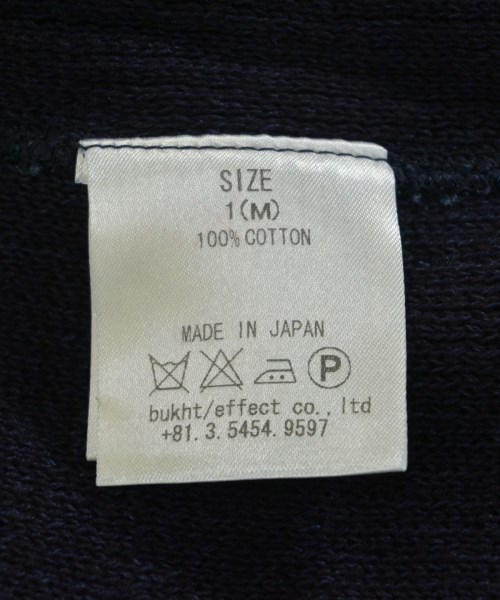 SIZE
1(M)
100% COTTON
MADE IN JAPAN
P
bukht/effect co., ltd
+81. 3. 5454. 9597